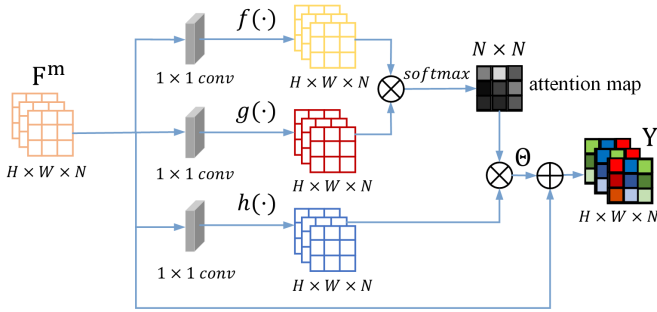 F^m
H × W × N
1 × 1 conv
f(·)
H × W × N
1 × 1 conv
g(·)
H × W × N
1 × 1 conv
h(·)
H × W × N
softmax
N × N
attention map
Θ
Y
H × W × N